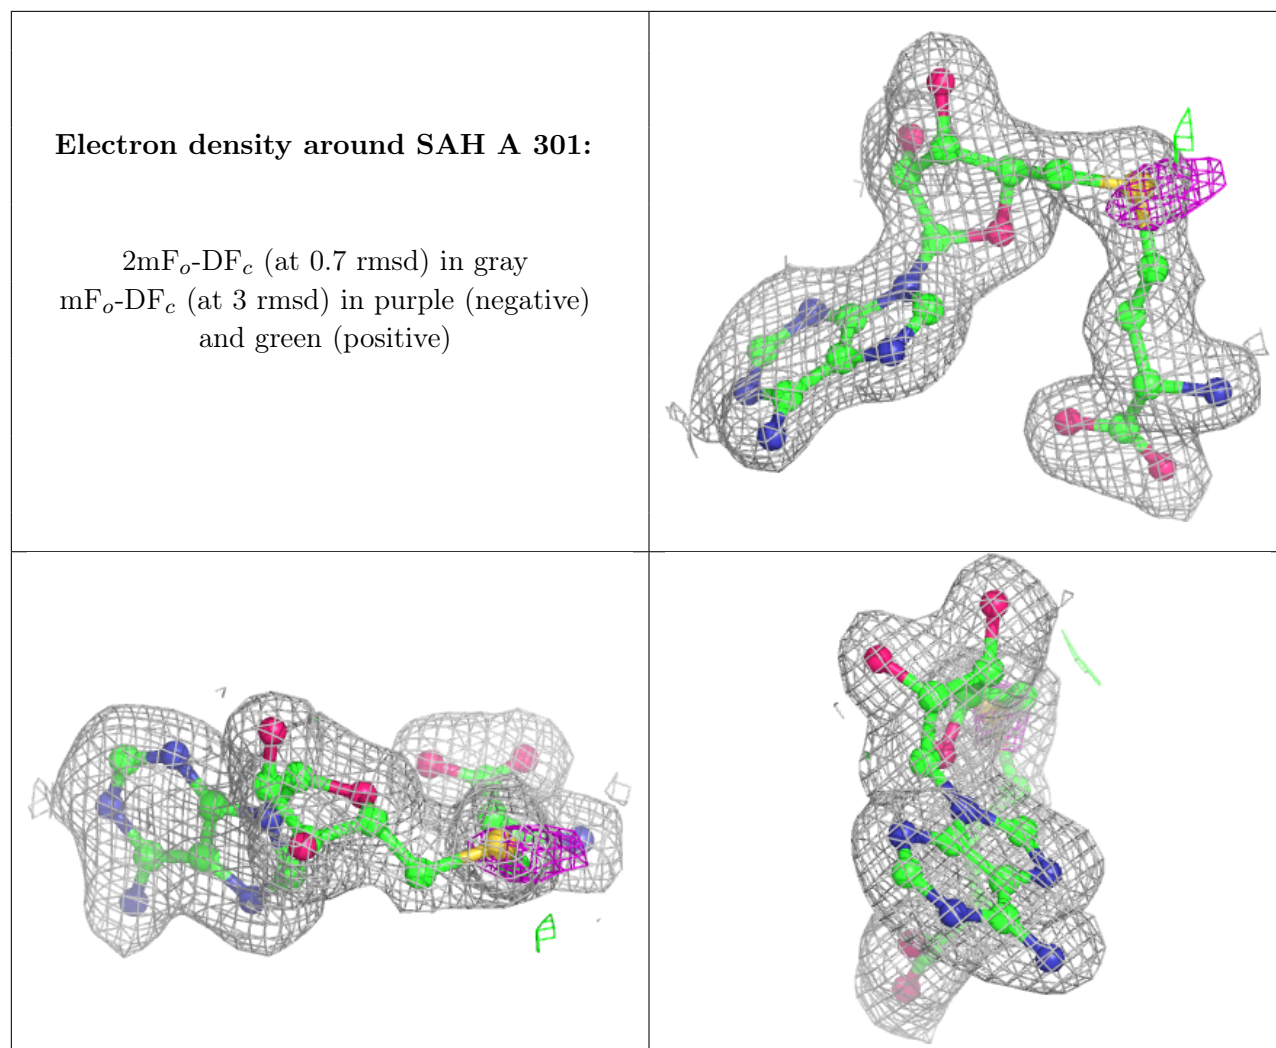 Electron density around SAH A 301:
2mFo-DFc (at 0.7 rmsd) in gray
mFo-DFc (at 3 rmsd) in purple (negative)
and green (positive)